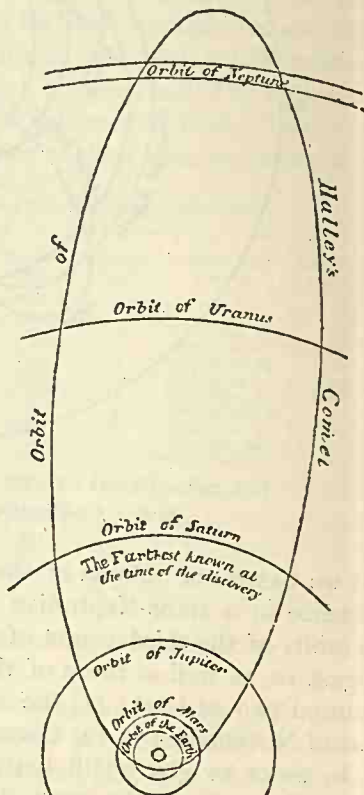 Orbit of Neptune
Halley's
of
Orbit of Uranus
Comet
Orbit
Orbit of Saturn
The Farthest known at
the time of the discovery
Orbit of Jupiter
Orbit of Mars
Orbit of the Earth